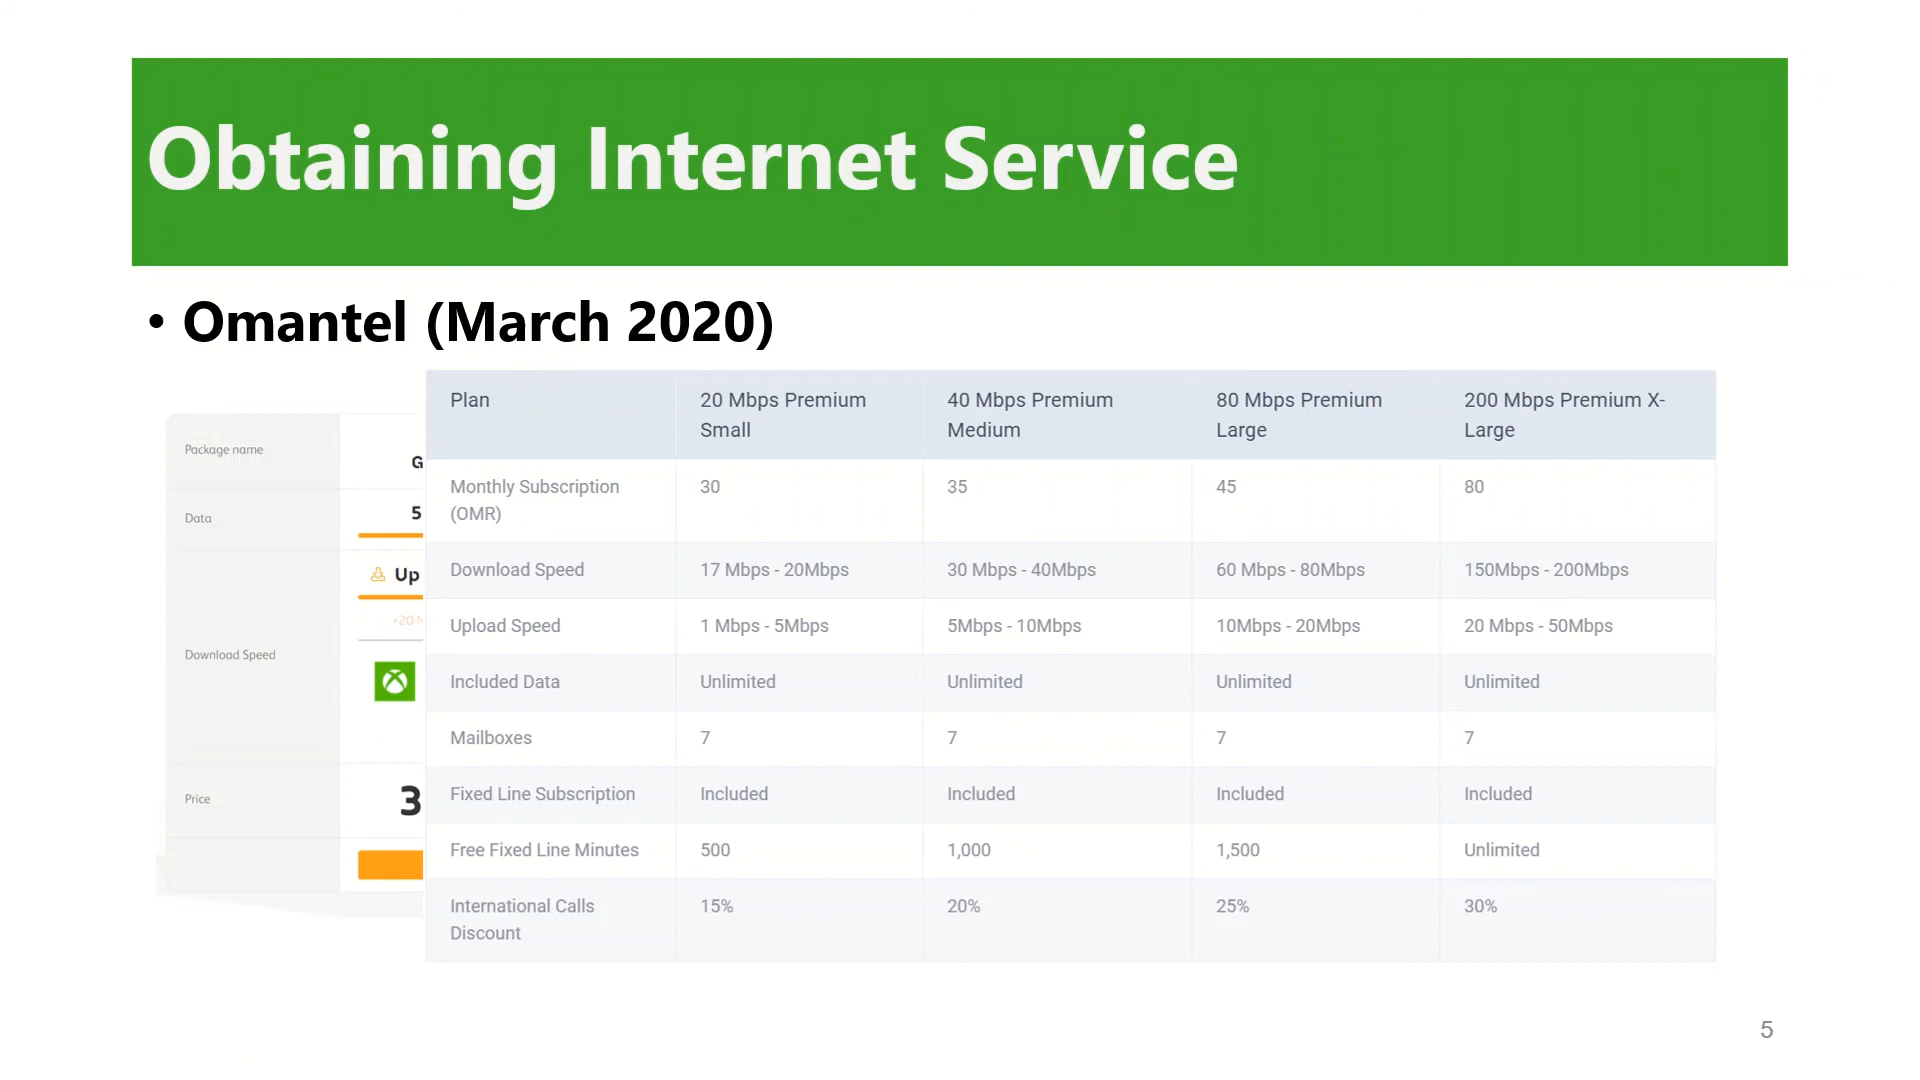 Obtaining Internet Service
• Omantel (March 2020)
Plan
20 Mbps Premium
Small
40 Mbps Premium
Medium
80 Mbps Premium
Large
200 Mbps Premium X-
Large
Monthly Subscription
(OMR)
30
35
45
80
Download Speed
17 Mbps - 20Mbps
30 Mbps - 40Mbps
60 Mbps - 80Mbps
150Mbps - 200Mbps
Upload Speed
1 Mbps - 5Mbps
5Mbps - 10Mbps
10Mbps - 20Mbps
20 Mbps - 50Mbps
Included Data
Unlimited
Unlimited
Unlimited
Unlimited
Mailboxes
7
7
7
7
Fixed Line Subscription
Included
Included
Included
Included
Free Fixed Line Minutes
500
1,000
1,500
Unlimited
International Calls
Discount
15%
20%
25%
30%
Package name
G
Data
5
Download Speed
Up
+20
Price
3
5